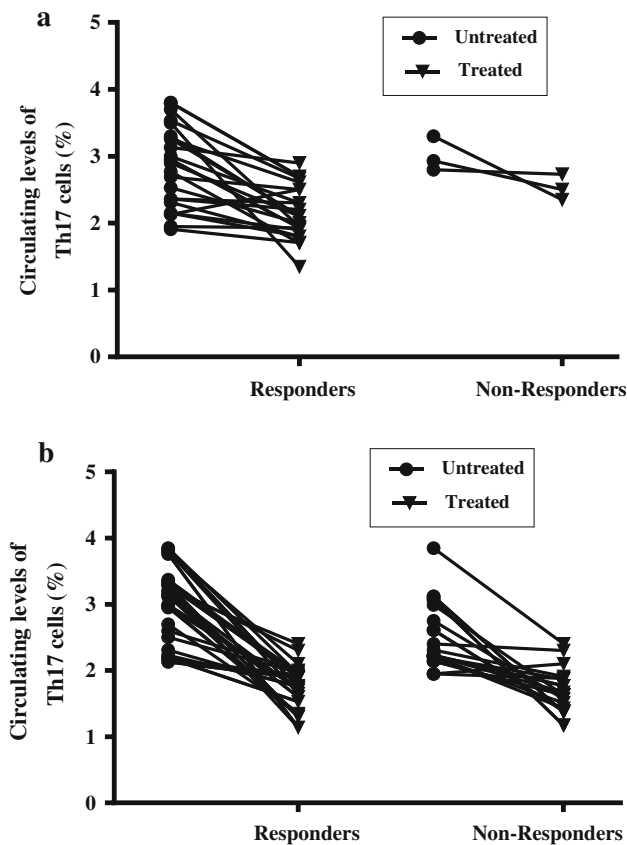 a
5
4
3
2
1
0
Circulating levels of
Th17 cells (%)
Untreated
Treated
Responders
Non-Responders
b
5
4
3
2
1
0
Circulating levels of
Th17 cells (%)
Untreated
Treated
Responders
Non-Responders